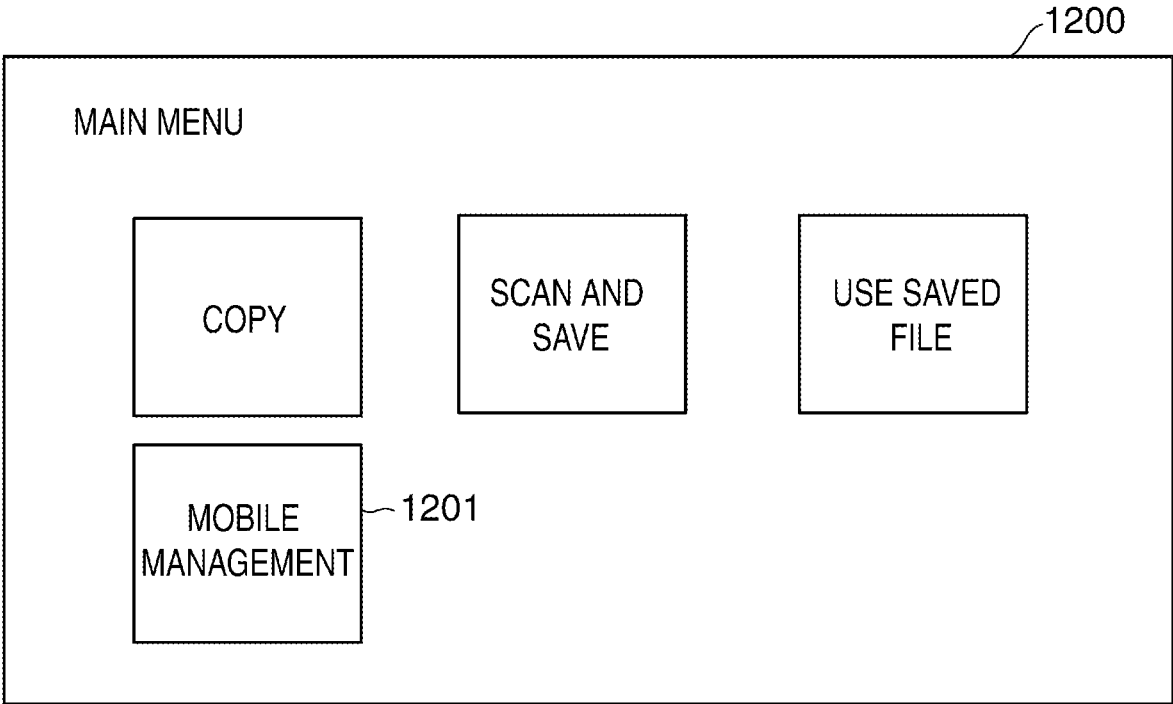 1200
MAIN MENU
COPY
SCAN AND
SAVE
USE SAVED
FILE
MOBILE
MANAGEMENT
1201